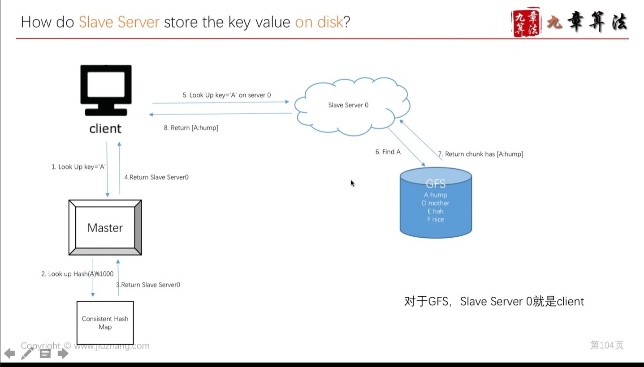 How do Slave Server store the key value on disk?
九章算法
九章算法
5. Look Up key='A' on server 0
Slave Server 0
8. Return [A:hump]
client
6. Find A
7. Return chunk has [A:hump]
1. Look Up key='A'
4.Return Slave Server0
GFS
A hump
D mother
E hah
F nice
Master
2. Look up Hash(A)%1000
3.Return Slave Server0
对于GFS，Slave Server 0就是client
Consistent Hash
Map
Copyright © www.jiuzhang.com
第104页